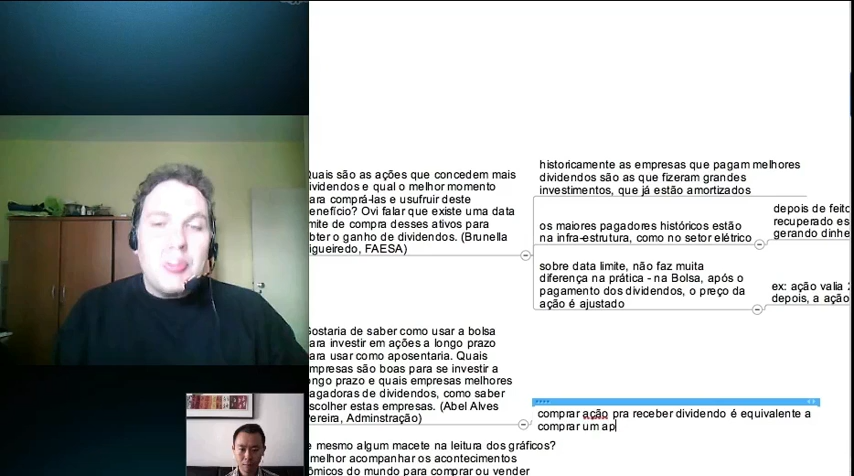 Quais são as ações que concedem mais
ividendos e qual o melhor momento
ara comprá-las e usufruir deste
enefício? Ovi falar que existe uma data
mite de compra desses ativos para
bter o ganho de dividendos. (Brunella
igueiredo, FAESA)
historicamente as empresas que pagam melhores
dividendos são as que fizeram grandes
investimentos, que já estão amortizados
os maiores pagadores históricos estão
na infra-estrutura, como no setor elétrico
depois de feito
recuperado es
gerando dinhe
sobre data limite, não faz muita
diferença na prática - na Bolsa, após o
pagamento dos dividendos, o preço da
ação é ajustado
ex: ação valia
depois, a ação
Gostaria de saber como usar a bolsa
ara investir em ações a longo prazo
ara usar como aposentaria. Quais
mpresas são boas para se investir a
ongo prazo e quais empresas melhores
agadoras de dividendos, como saber
scolher estas empresas. (Abel Alves
ereira, Adminstração)
comprar ação pra receber dividendo é equivalente a
comprar um ap
e mesmo algum macete na leitura dos gráficos?
melhor acompanhar os acontecimentos
ômicos do mundo para comprar ou vender